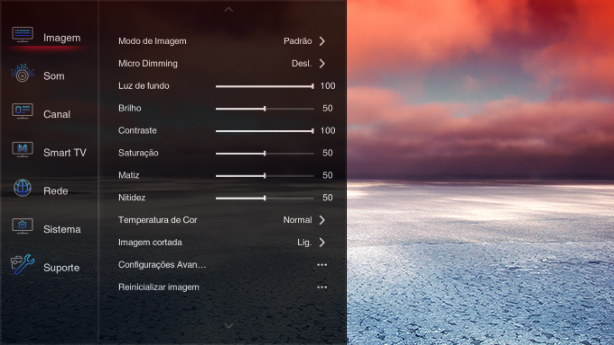 Imagem
Som
Canal
Smart TV
Rede
Sistema
Suporte
Modo de Imagem Padrão
Micro Dimming Desl.
Luz de fundo 100
Brilho 50
Contraste 100
Saturação 50
Matiz 50
Nitidez 50
Temperatura de Cor Normal
Imagem cortada Lig.
Configurações Avan...
Reinicializar imagem